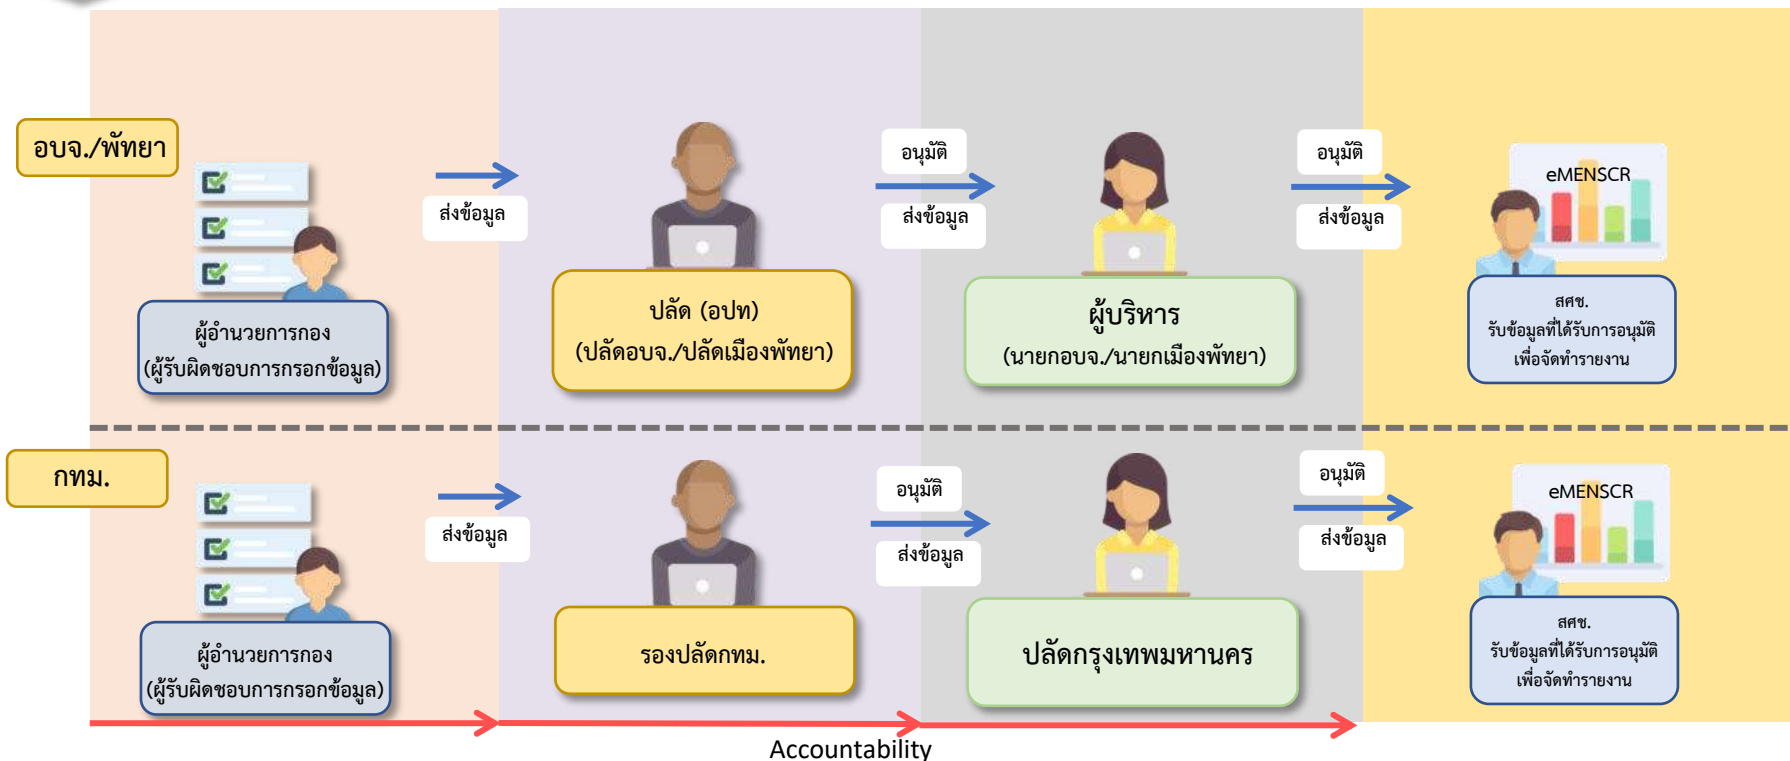 อบจ./พัทยา
ส่งข้อมูล
อนุมัติ
ส่งข้อมูล
อนุมัติ
ส่งข้อมูล
eMENSCR
ผู้อำนวยการกอง
(ผู้รับผิดชอบการกรอกข้อมูล)
ปลัด (อปท)
(ปลัดอบจ./ปลัดเมืองพัทยา)
ผู้บริหาร
(นายกอบจ./นายกเมืองพัทยา)
สศช.
รับข้อมูลที่ได้รับการอนุมัติ
เพื่อจัดทำรายงาน
กทม.
ส่งข้อมูล
อนุมัติ
ส่งข้อมูล
อนุมัติ
ส่งข้อมูล
eMENSCR
ผู้อำนวยการกอง
(ผู้รับผิดชอบการกรอกข้อมูล)
รองปลัดกทม.
ปลัดกรุงเทพมหานคร
สศช.
รับข้อมูลที่ได้รับการอนุมัติ
เพื่อจัดทำรายงาน
Accountability